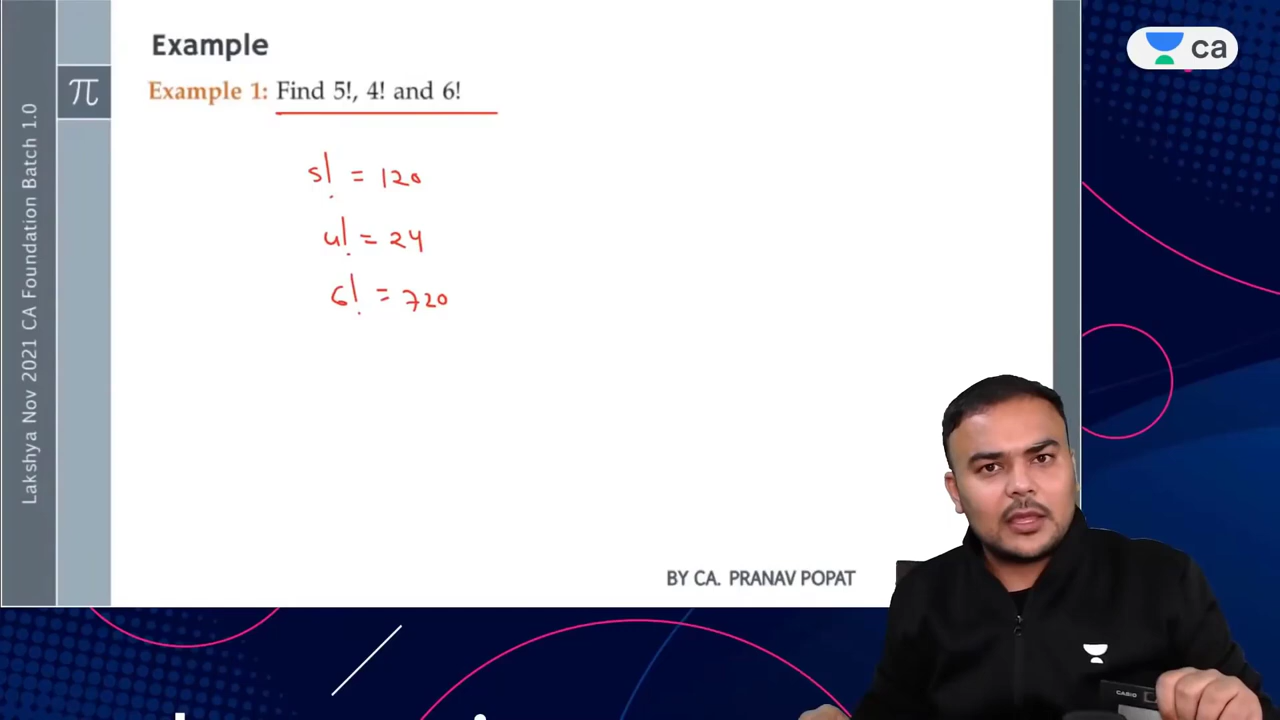 Example
ca
Example 1: Find 5!, 4! and 6!
π
5! = 120
4! = 24
6! = 720
Lakshya Nov 2021 CA Foundation Batch 1.0
BY CA. PRANAV POPAT
CASIO